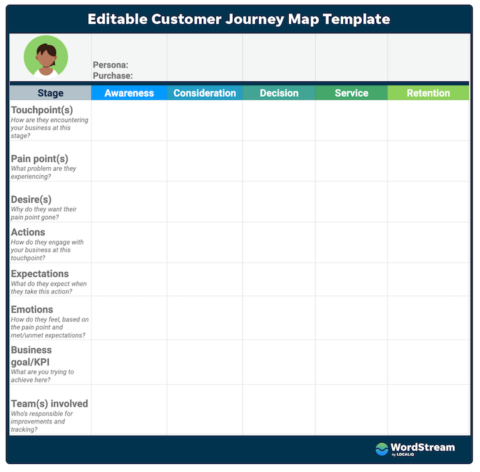 Editable Customer Journey Map Template
Persona:
Purchase:
Stage Awareness Consideration Decision Service Retention
Touchpoint(s)
How are they encountering
your business at this
stage?
Pain point(s)
What problem are they
experiencing?
Desire(s)
Why do they want their
pain point gone?
Actions
How do they engage with
your business at this
touchpoint?
Expectations
What do they expect when
they take this action?
Emotions
How do they feel, based on
the pain point and
met/unmet expectations?
Business
goal/KPI
What are you trying to
achieve here?
Team(s) involved
Who's responsible for
improvements and
tracking?
WordStream
by LOCALiQ